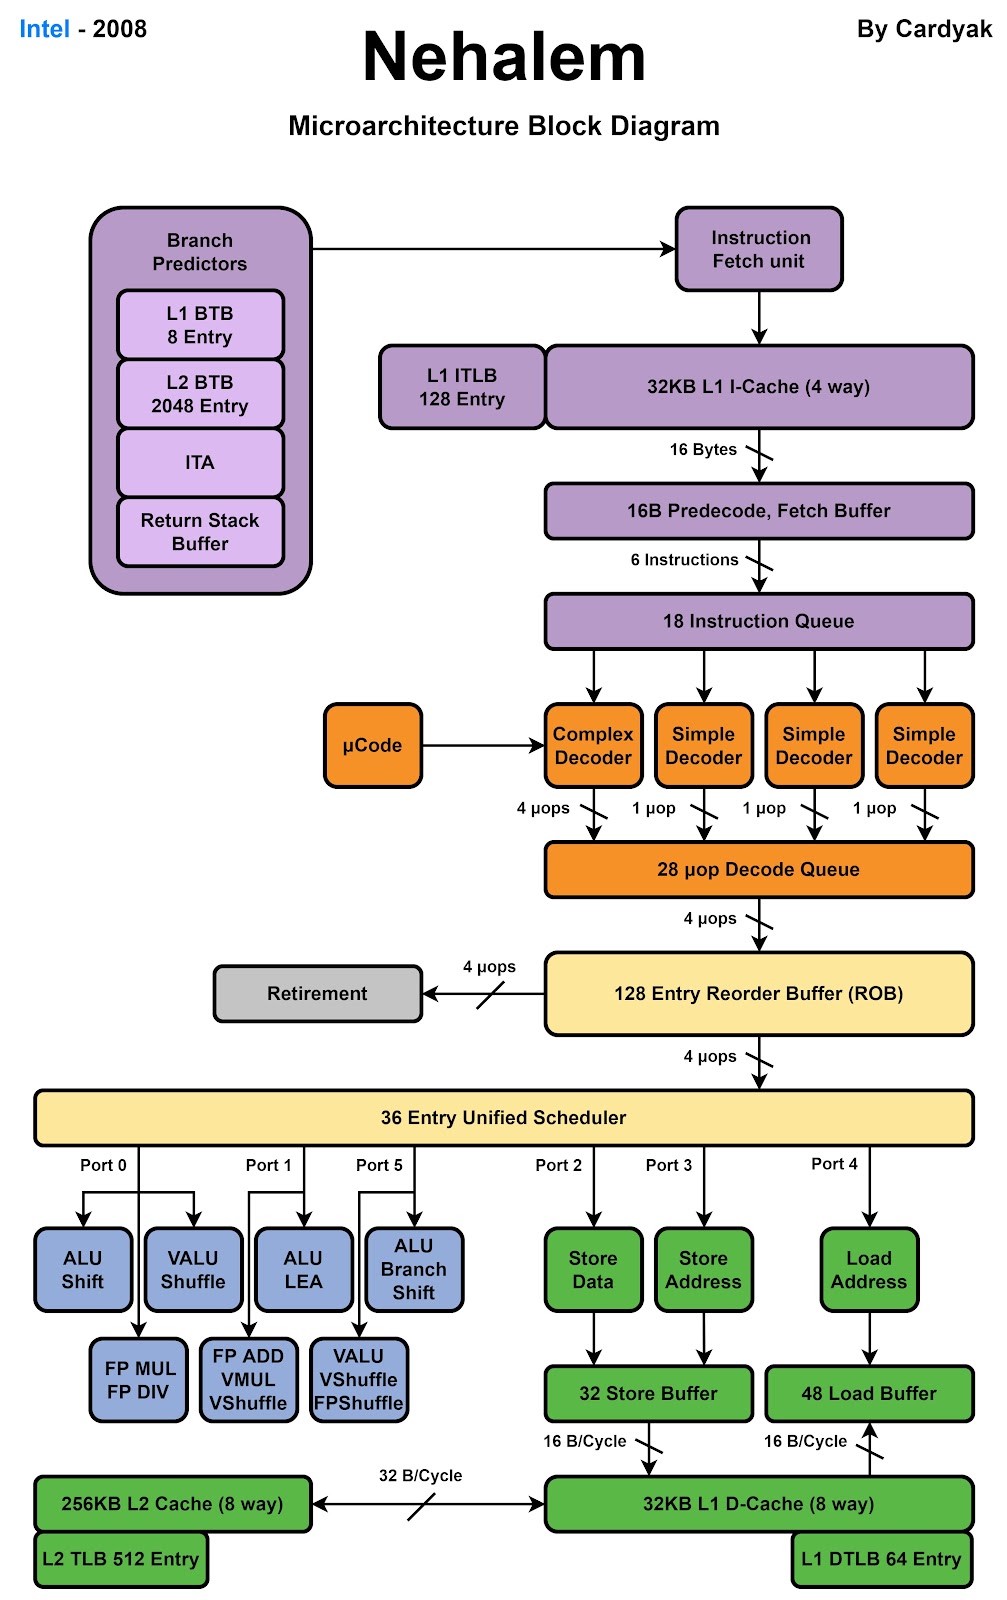 Intel - 2008
By Cardyak
Nehalem
Microarchitecture Block Diagram
Branch
Predictors
L1 BTB
8 Entry
L2 BTB
2048 Entry
ITA
Return Stack
Buffer
Instruction
Fetch unit
L1 ITLB
128 Entry
32KB L1 I-Cache (4 way)
16 Bytes
16B Predecode, Fetch Buffer
6 Instructions
18 Instruction Queue
µCode
Complex
Decoder
Simple
Decoder
Simple
Decoder
Simple
Decoder
4 µops
1 µop
1 µop
1 µop
28 µop Decode Queue
4 µops
Retirement
4 µops
128 Entry Reorder Buffer (ROB)
4 µops
36 Entry Unified Scheduler
Port 0
Port 1
Port 5
Port 2
Port 3
Port 4
ALU
Shift
VALU
Shuffle
ALU
LEA
ALU
Branch
Shift
Store
Data
Store
Address
Load
Address
FP MUL
FP DIV
FP ADD
VMUL
VShuffle
VALU
VShuffle
FPShuffle
32 Store Buffer
48 Load Buffer
16 B/Cycle
16 B/Cycle
256KB L2 Cache (8 way)
32 B/Cycle
32KB L1 D-Cache (8 way)
L2 TLB 512 Entry
L1 DTLB 64 Entry